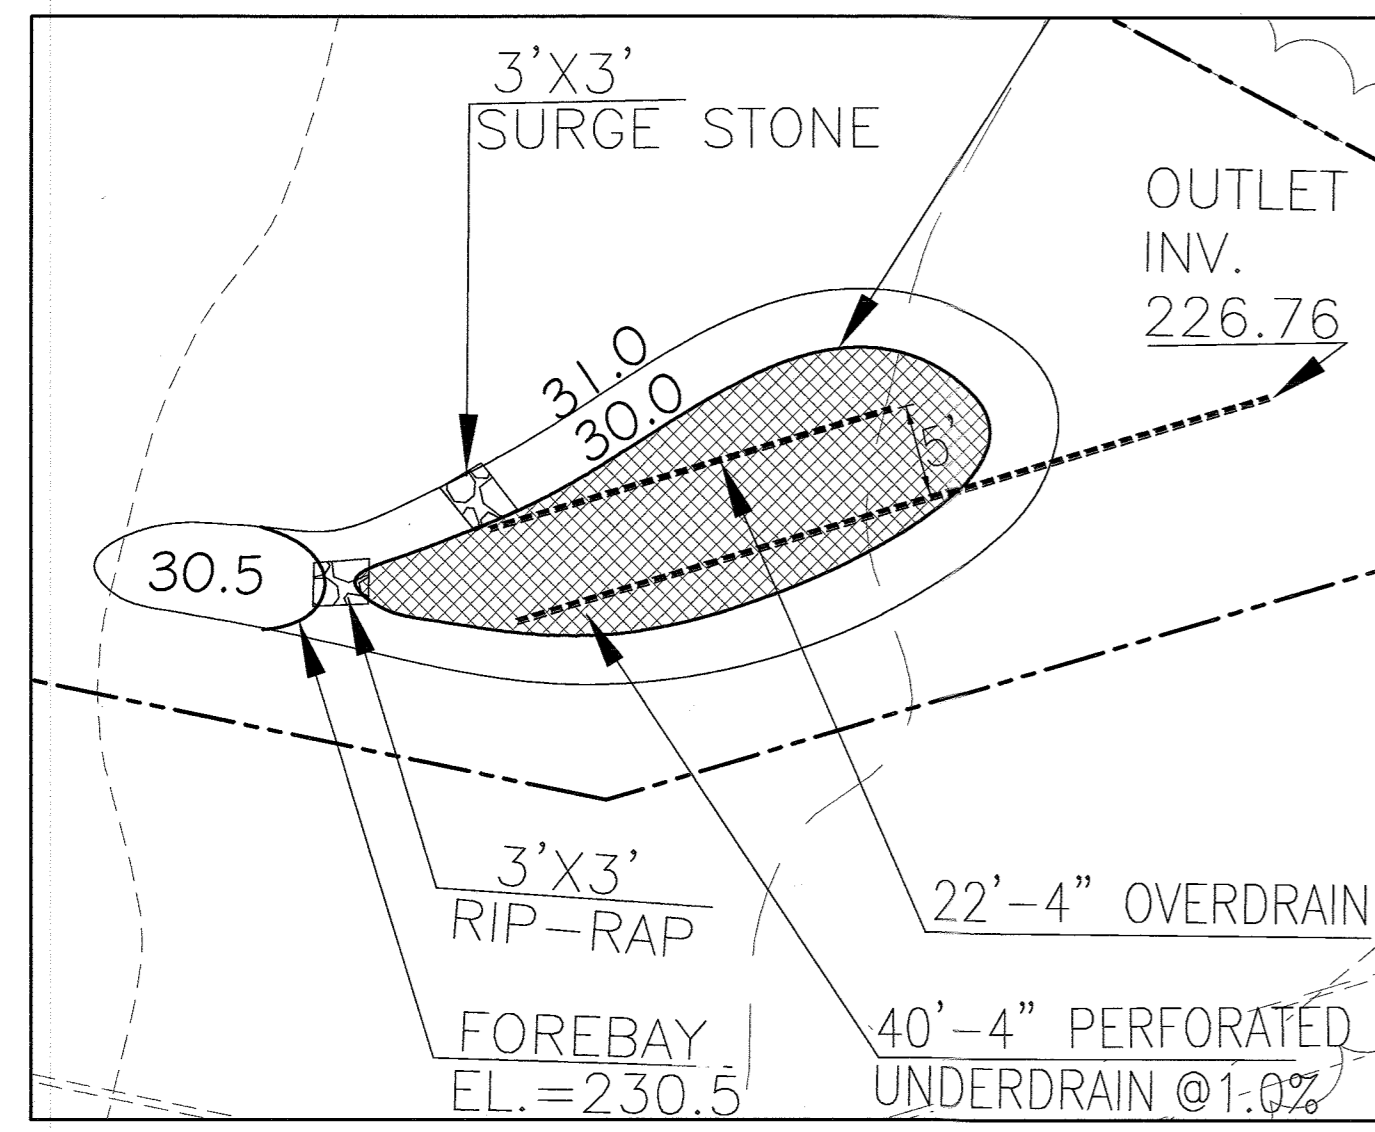 3'X3'
SURGE STONE
OUTLET
INV.
226.76
31.0
30.0
5'
30.5
3'X3'
RIP-RAP
22'-4" OVERDRAIN
FOREBAY
EL.=230.5
40'-4" PERFORATED
UNDERDRAIN @1.0%